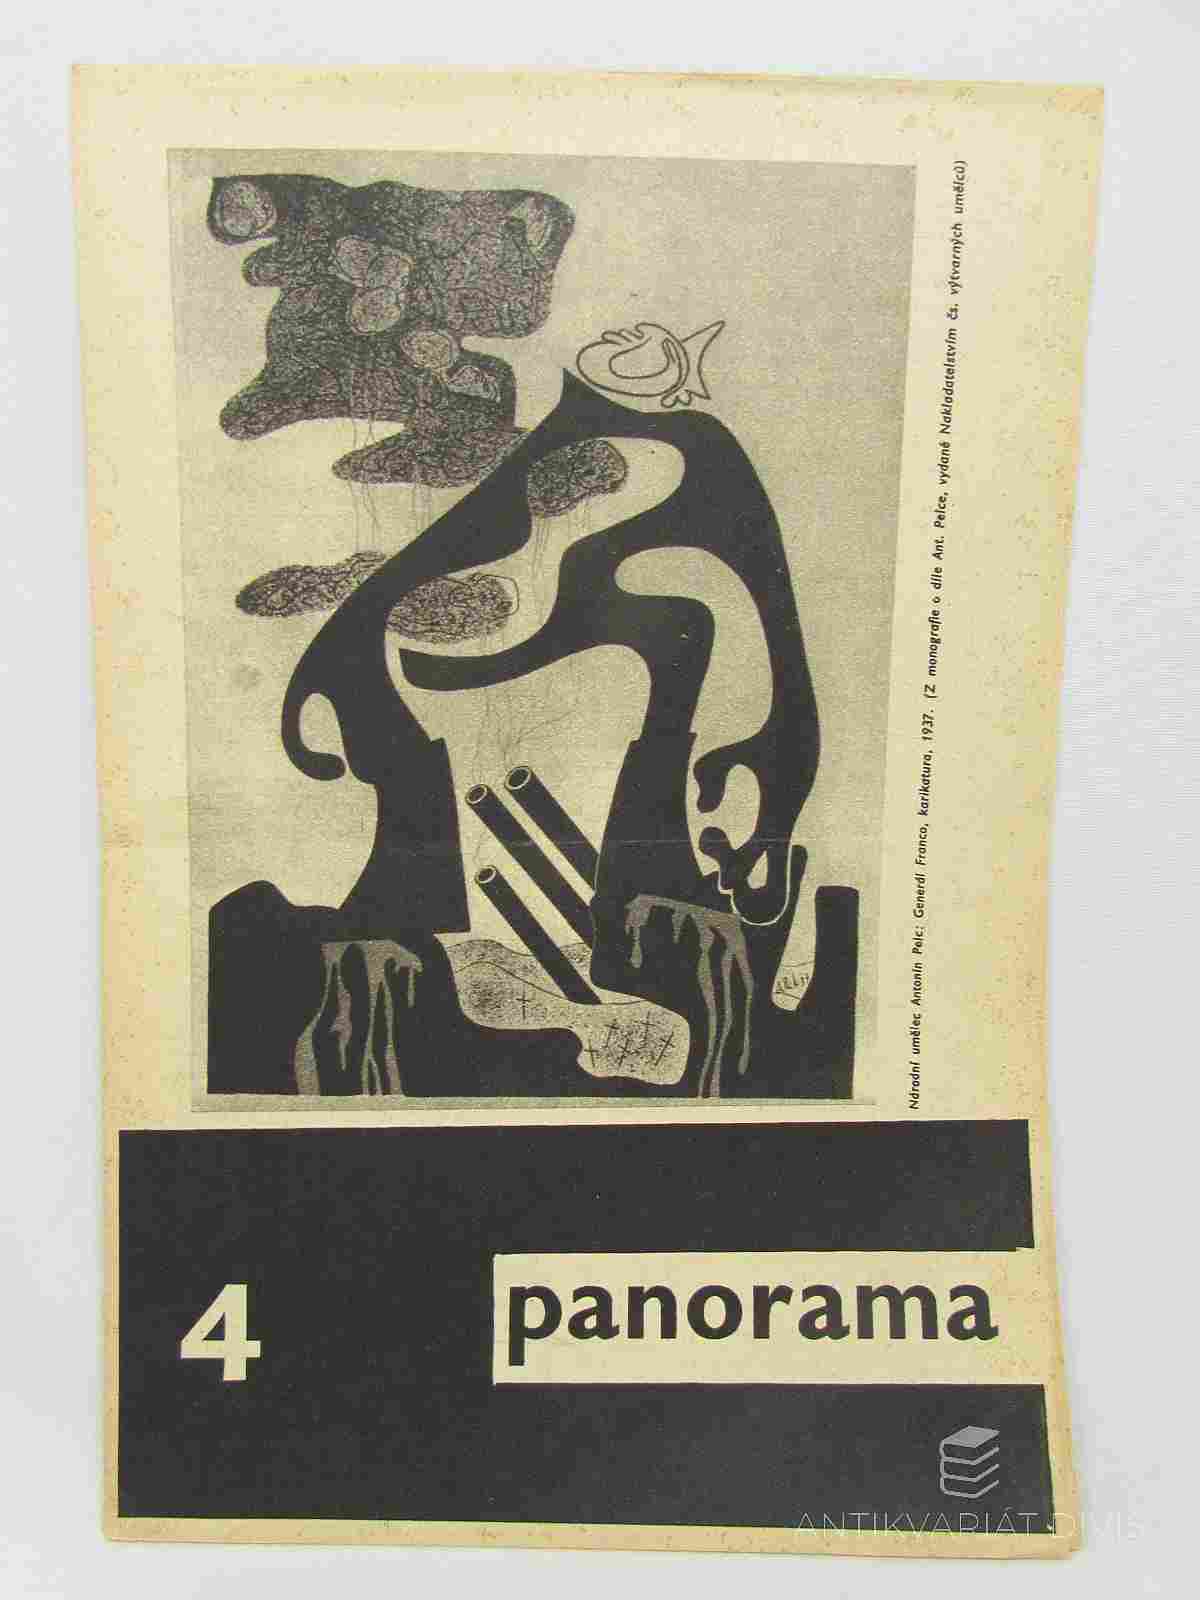 Národní umělec Antonín Pelc: Generál Franco, karikatura, 1937. (Z monografie o díle Ant. Pelce, vydané Nakladatelstvím čs. výtvarných umělců)
4
panorama
ANTIKVARIÁT DIVIŠ